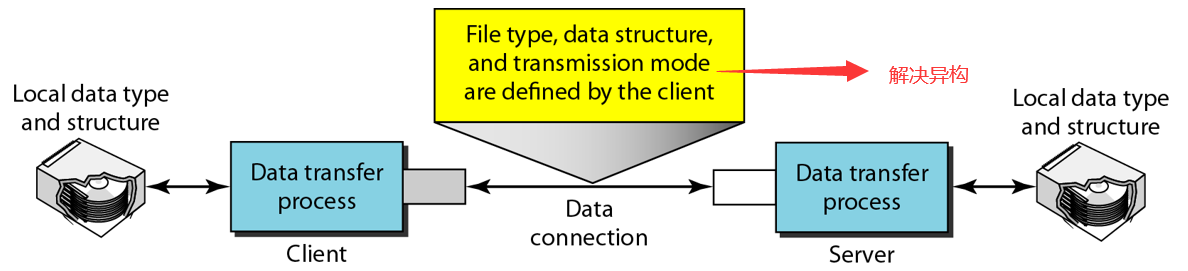 File type, data structure,
and transmission mode
are defined by the client
解决异构
Local data type
and structure
Local data type
and structure
Data transfer
process
Data transfer
process
Data
connection
Client
Server